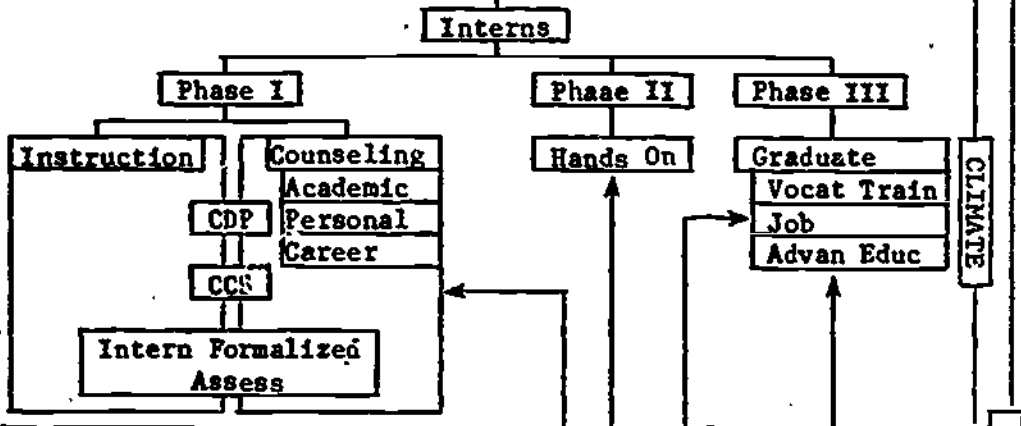 Interns
Phase I
Phaae II
Phase III
Instruction
Counseling
Academic
Personal
Career
CDP
CCS
Intern Formalized
Assess
Hands On
Graduate
Vocat Train
Job
Advan Educ
CLIMATE